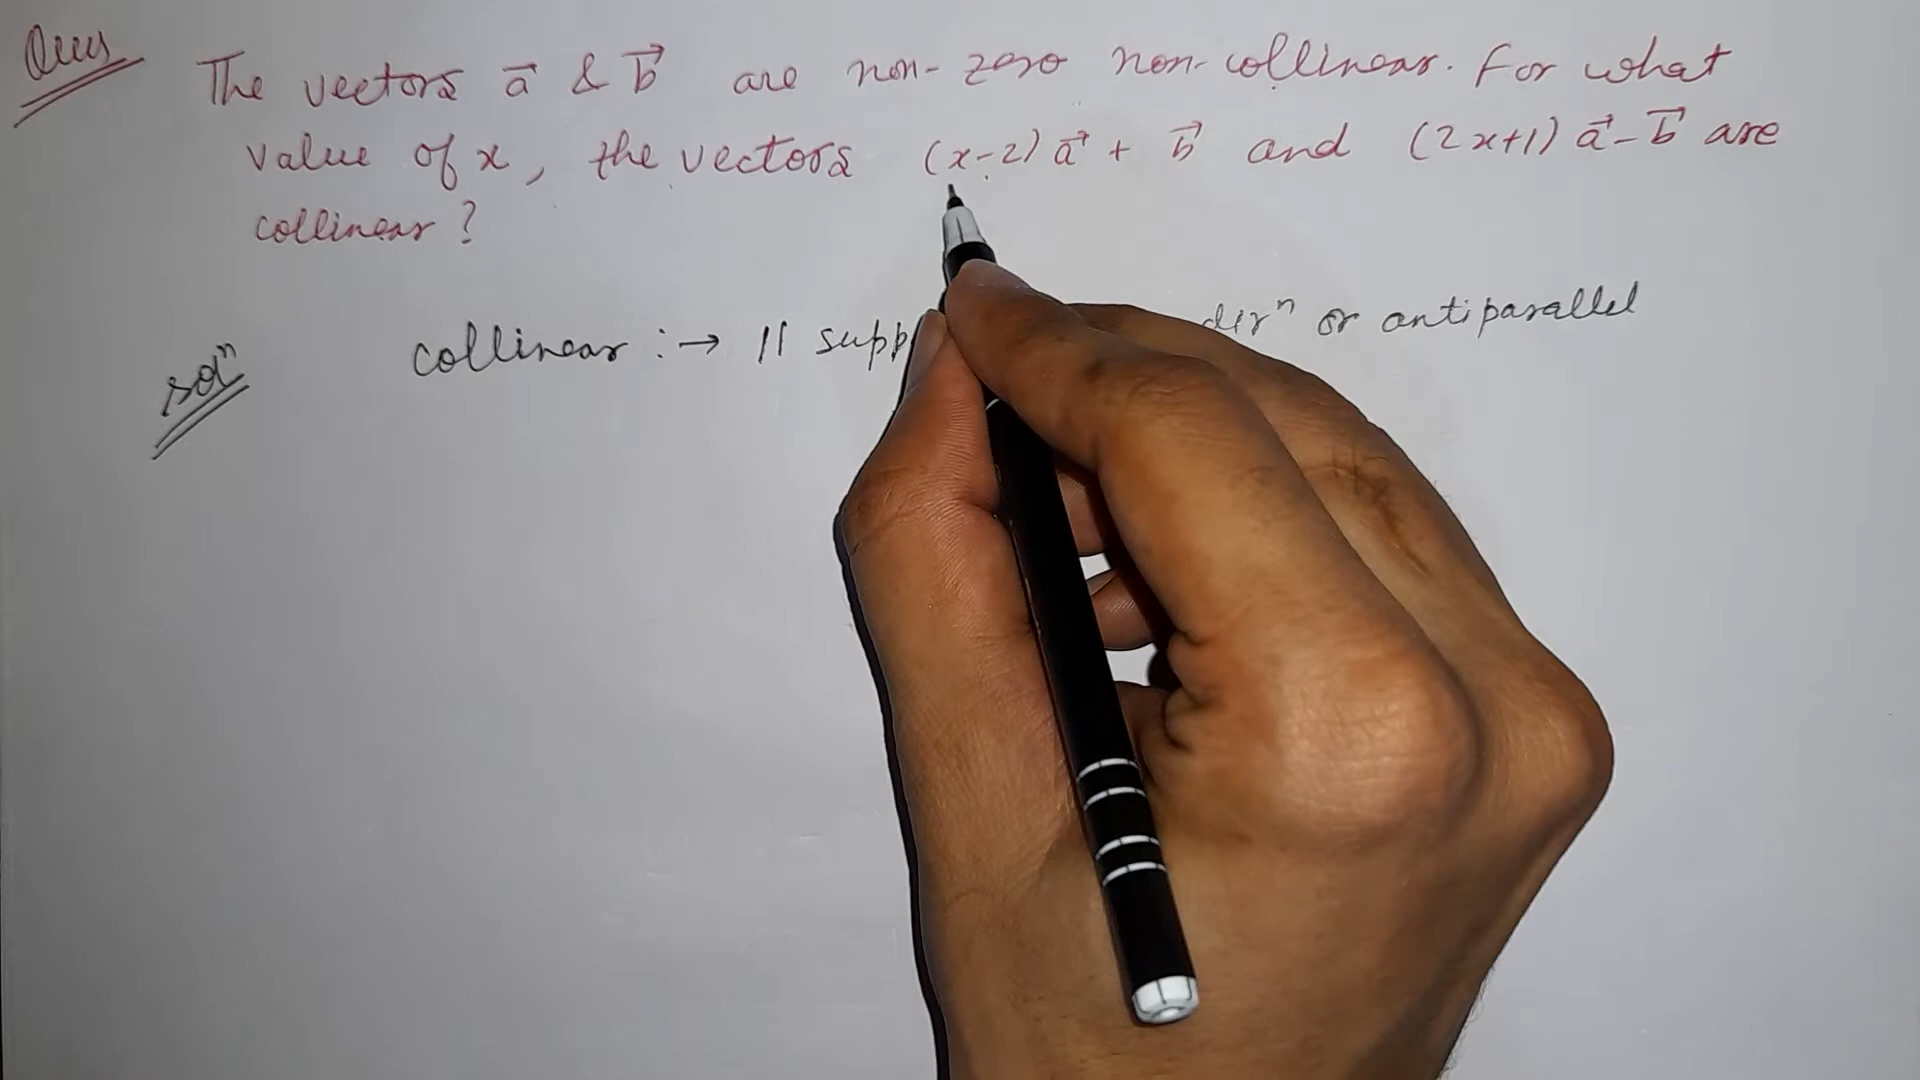 Ques
The vectors a⃗ & b⃗ are non-zero non-collinear. For what
value of x, the vectors (x-2) a⃗ + b⃗ and (2x+1) a⃗ - b⃗ are
collinear ?
solⁿ
collinear :→ || supp dirⁿ or antiparallel